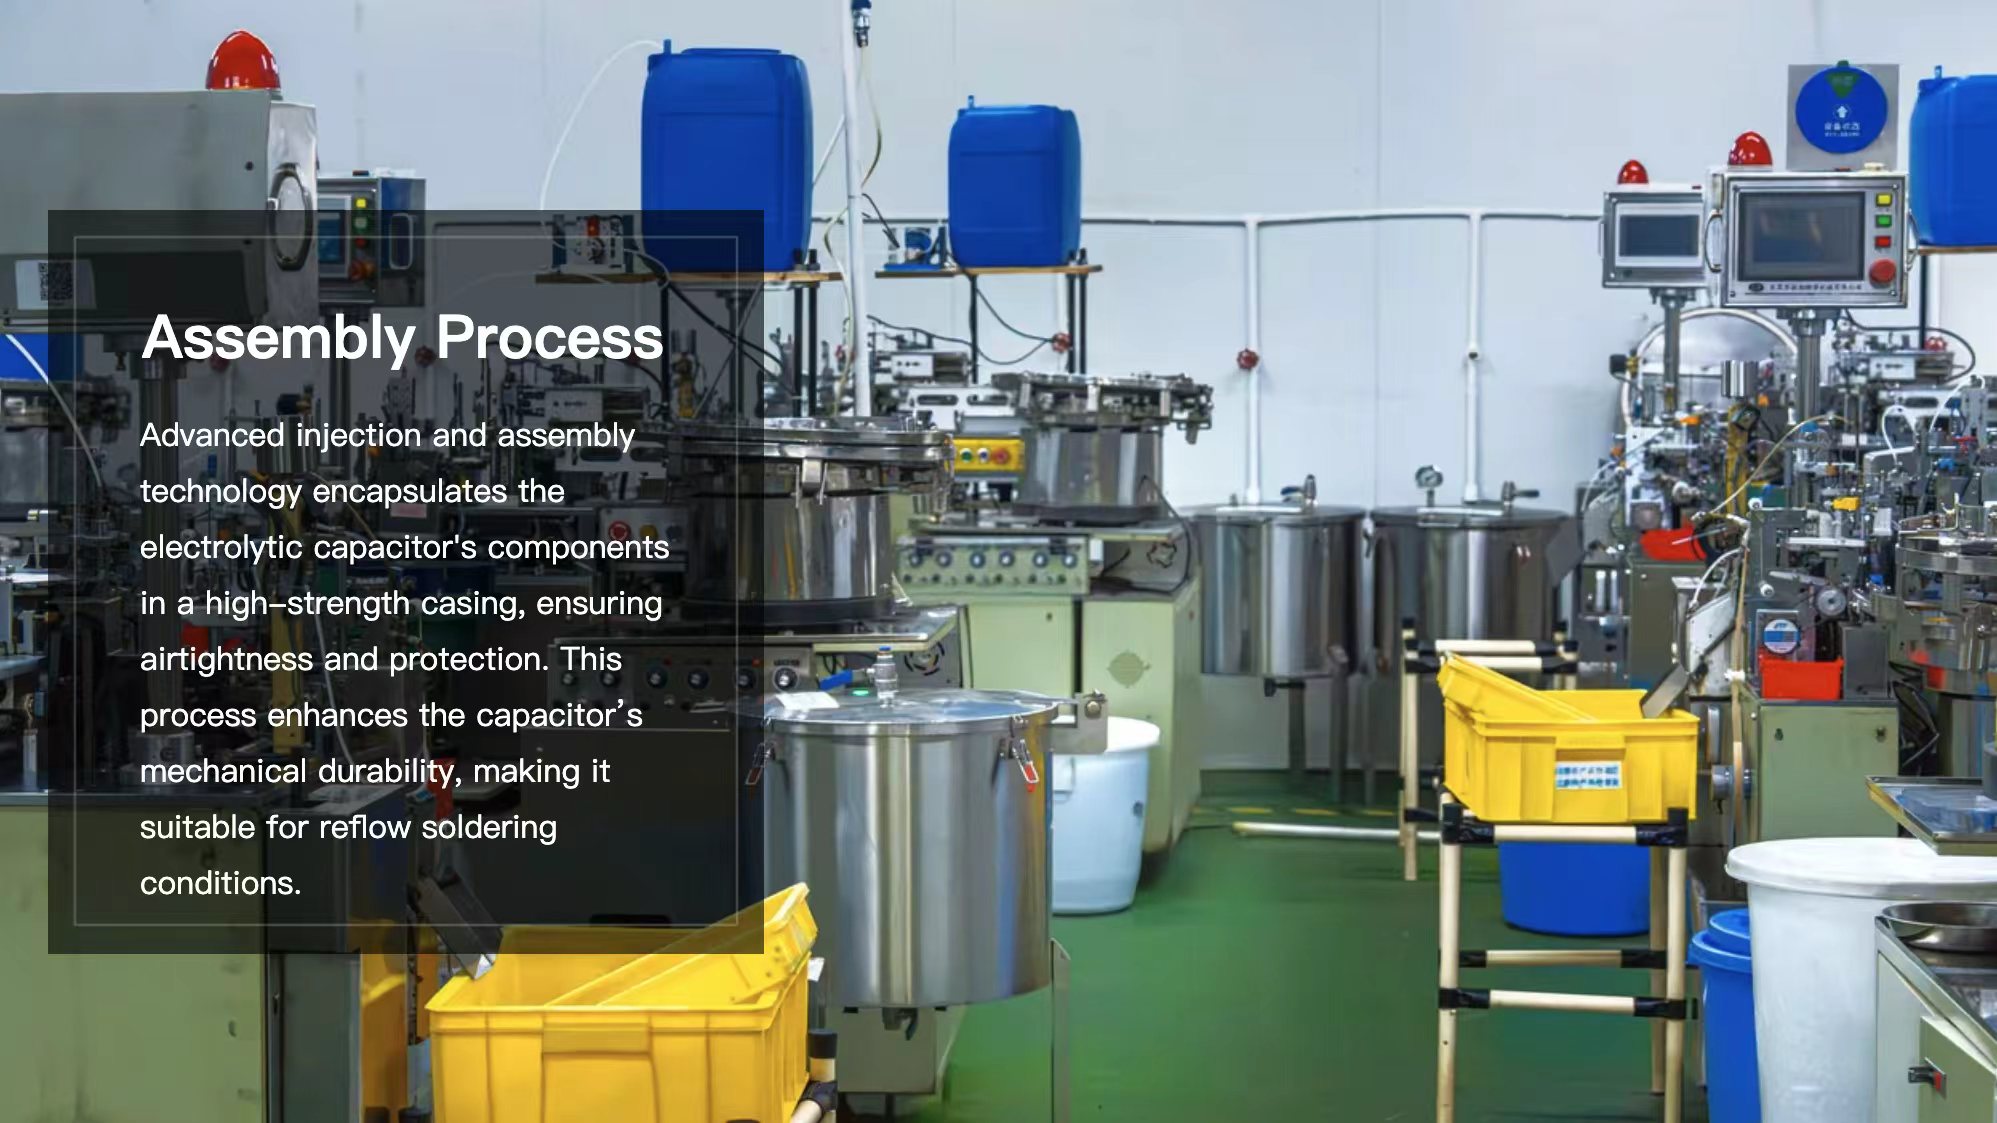 Assembly Process
Advanced injection and assembly
technology encapsulates the
electrolytic capacitor's components
in a high–strength casing, ensuring
airtightness and protection. This
process enhances the capacitor’s
mechanical durability, making it
suitable for reflow soldering
conditions.